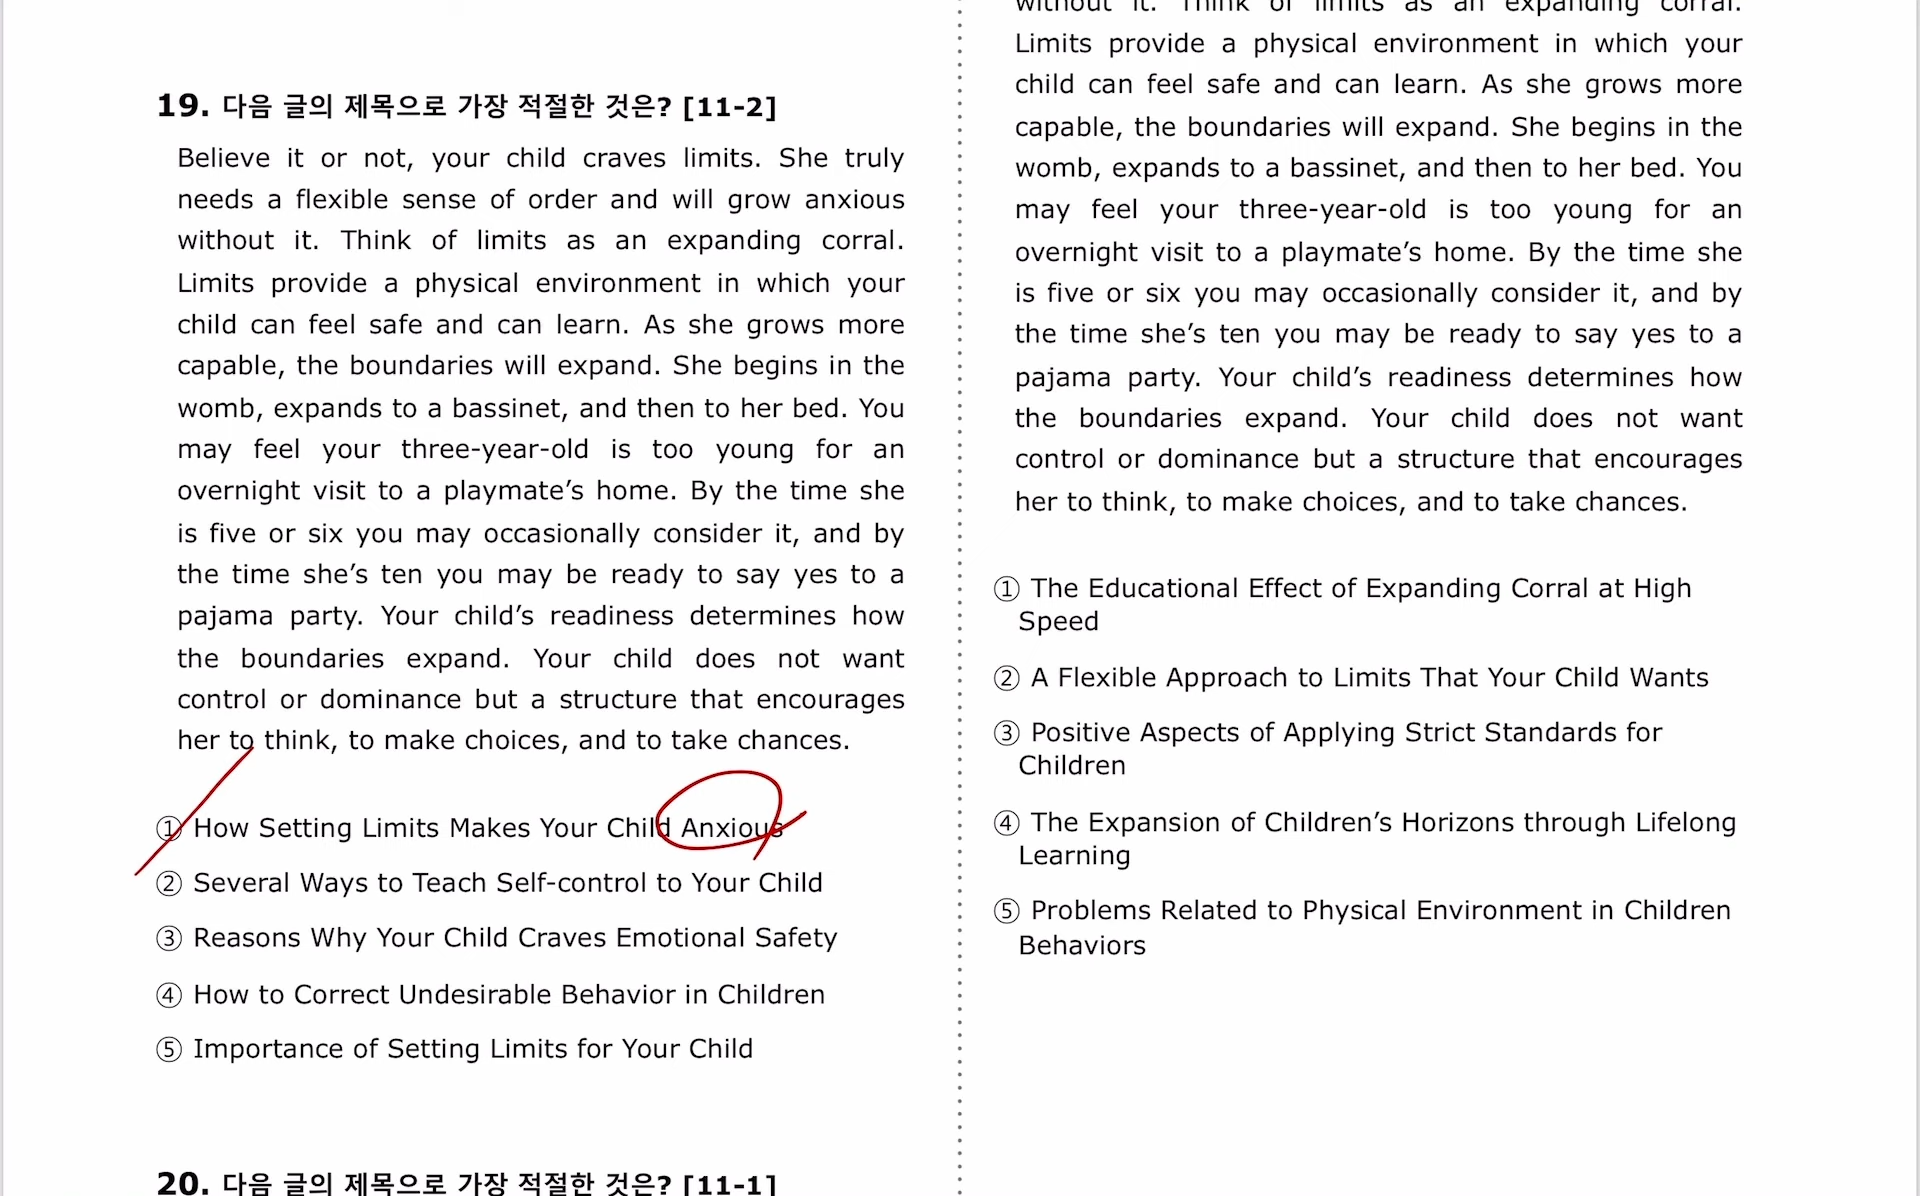 19. 다음 글의 제목으로 가장 적절한 것은? [11-2]
Believe it or not, your child craves limits. She truly
needs a flexible sense of order and will grow anxious
without it. Think of limits as an expanding corral.
Limits provide a physical environment in which your
child can feel safe and can learn. As she grows more
capable, the boundaries will expand. She begins in the
womb, expands to a bassinet, and then to her bed. You
may feel your three-year-old is too young for an
overnight visit to a playmate’s home. By the time she
is five or six you may occasionally consider it, and by
the time she’s ten you may be ready to say yes to a
pajama party. Your child’s readiness determines how
the boundaries expand. Your child does not want
control or dominance but a structure that encourages
her to think, to make choices, and to take chances.
① How Setting Limits Makes Your Child Anxious
② Several Ways to Teach Self-control to Your Child
③ Reasons Why Your Child Craves Emotional Safety
④ How to Correct Undesirable Behavior in Children
⑤ Importance of Setting Limits for Your Child
20. 다음 글의 제목으로 가장 적절한 것은? [11-1]
without it. Think of limits as an expanding corral.
Limits provide a physical environment in which your
child can feel safe and can learn. As she grows more
capable, the boundaries will expand. She begins in the
womb, expands to a bassinet, and then to her bed. You
may feel your three-year-old is too young for an
overnight visit to a playmate’s home. By the time she
is five or six you may occasionally consider it, and by
the time she’s ten you may be ready to say yes to a
pajama party. Your child’s readiness determines how
the boundaries expand. Your child does not want
control or dominance but a structure that encourages
her to think, to make choices, and to take chances.
① The Educational Effect of Expanding Corral at High
Speed
② A Flexible Approach to Limits That Your Child Wants
③ Positive Aspects of Applying Strict Standards for
Children
④ The Expansion of Children’s Horizons through Lifelong
Learning
⑤ Problems Related to Physical Environment in Children
Behaviors